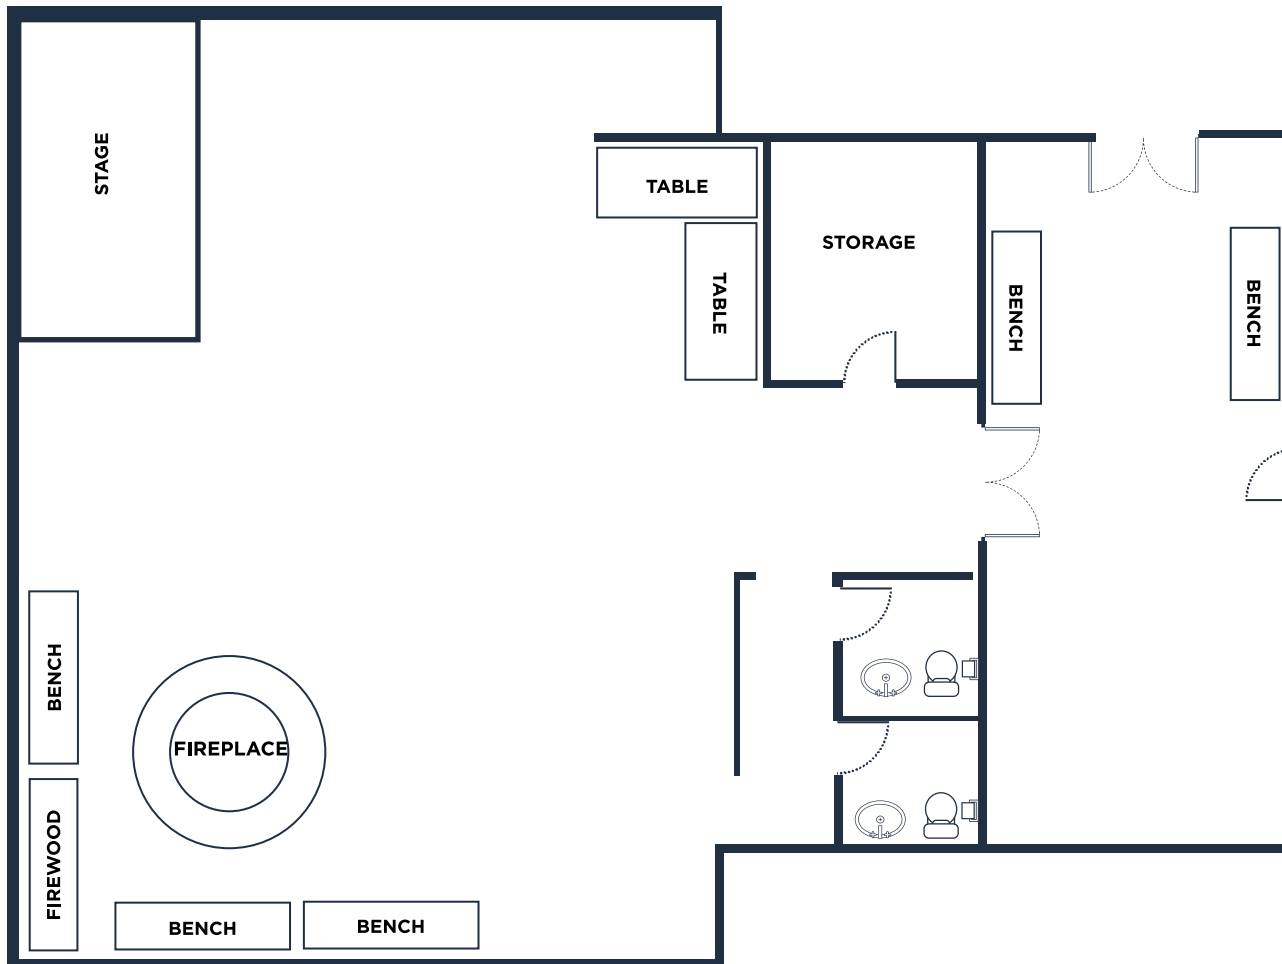 STAGE
TABLE
TABLE
STORAGE
BENCH
BENCH
BENCH
FIREPLACE
FIREWOOD
BENCH
BENCH